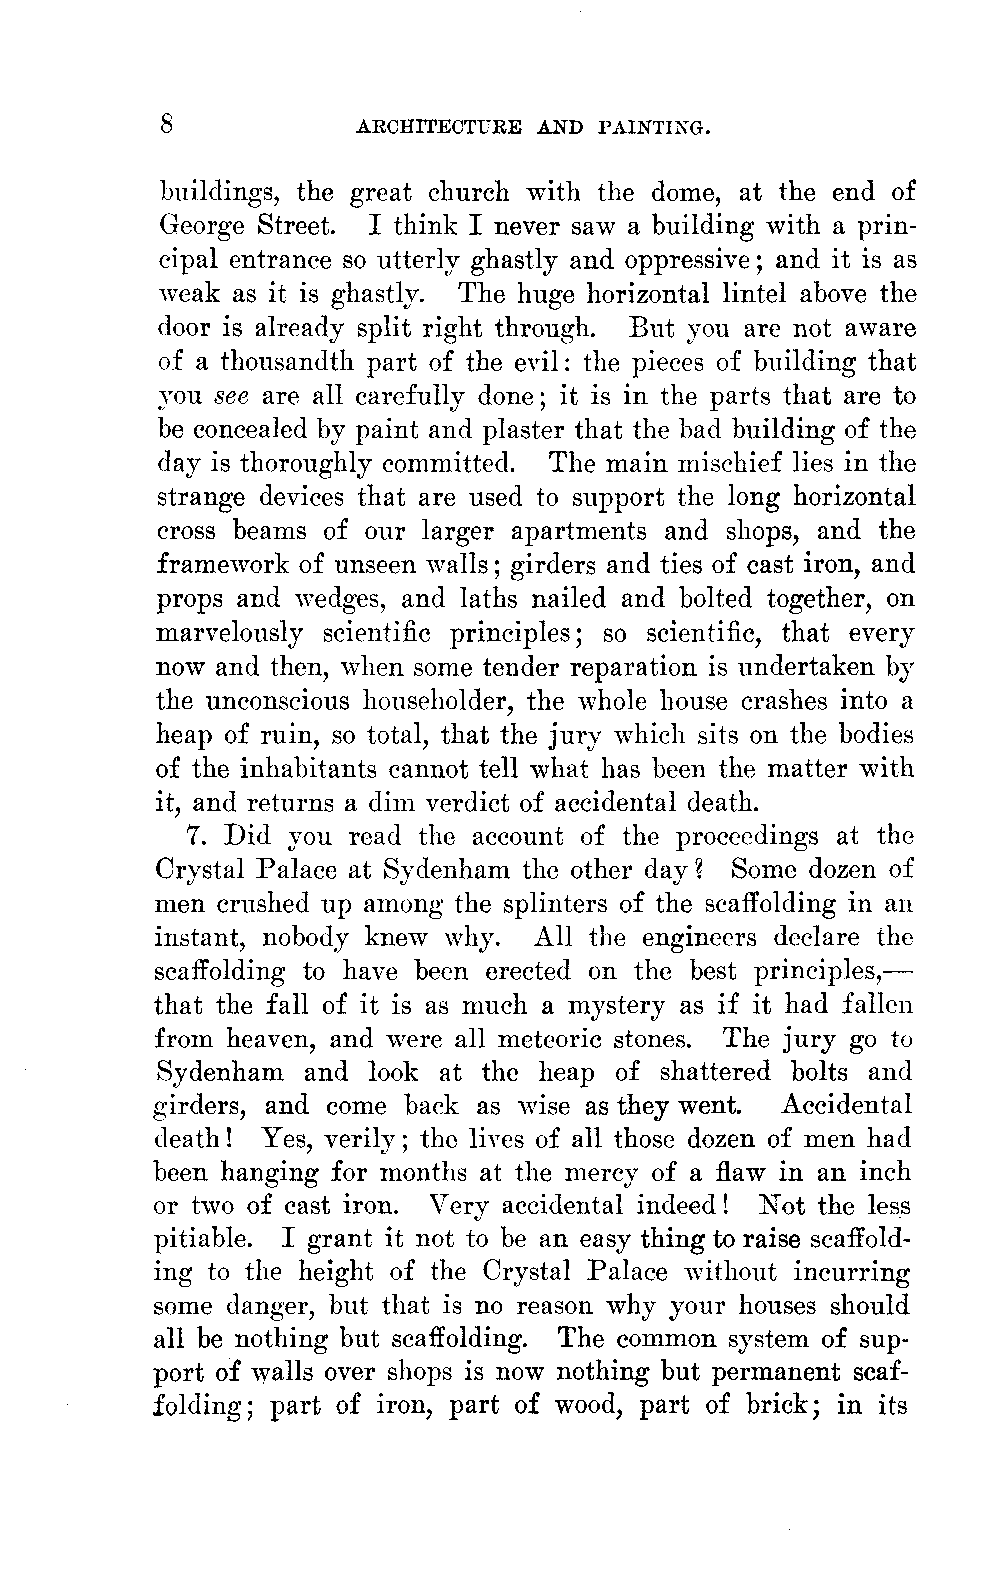 8 ARCHITECTURE AND PAINTING.
buildings, the great church with the dome, at the end of
George Street. I think I never saw a building with a prin-
cipal entrance so utterly ghastly and oppressive; and it is as
weak as it is ghastly. The huge horizontal lintel above the
door is already split right through. But you are not aware
of a thousandth part of the evil: the pieces of building that
you see are all carefully done; it is in the parts that are to
be concealed by paint and plaster that the bad building of the
day is thoroughly committed. The main mischief lies in the
strange devices that are used to support the long horizontal
cross beams of our larger apartments and shops, and the
framework of unseen walls; girders and ties of cast iron, and
props and wedges, and laths nailed and bolted together, on
marvelously scientific principles; so scientific, that every
now and then, when some tender reparation is undertaken by
the unconscious householder, the whole house crashes into a
heap of ruin, so total, that the jury which sits on the bodies
of the inhabitants cannot tell what has been the matter with
it, and returns a dim verdict of accidental death.
7. Did you read the account of the proceedings at the
Crystal Palace at Sydenham the other day? Some dozen of
men crushed up among the splinters of the scaffolding in an
instant, nobody knew why. All the engineers declare the
scaffolding to have been erected on the best principles,—
that the fall of it is as much a mystery as if it had fallen
from heaven, and were all meteoric stones. The jury go to
Sydenham and look at the heap of shattered bolts and
girders, and come back as wise as they went. Accidental
death! Yes, verily; the lives of all those dozen of men had
been hanging for months at the mercy of a flaw in an inch
or two of cast iron. Very accidental indeed! Not the less
pitiable. I grant it not to be an easy thing to raise scaffold-
ing to the height of the Crystal Palace without incurring
some danger, but that is no reason why your houses should
all be nothing but scaffolding. The common system of sup-
port of walls over shops is now nothing but permanent scaf-
folding; part of iron, part of wood, part of brick; in its